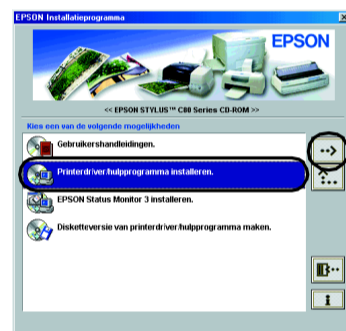 EPSON Installatieprogramma
EPSON
<< EPSON STYLUS™ C80 Series CD-ROM >>
Kies een van de volgende mogelijkheden
Gebruikershandleidingen.
Printerdriver/hulpprogramma installeren.
EPSON Status Monitor 3 installeren.
Disketteversie van printerdriver/hulpprogramma maken.